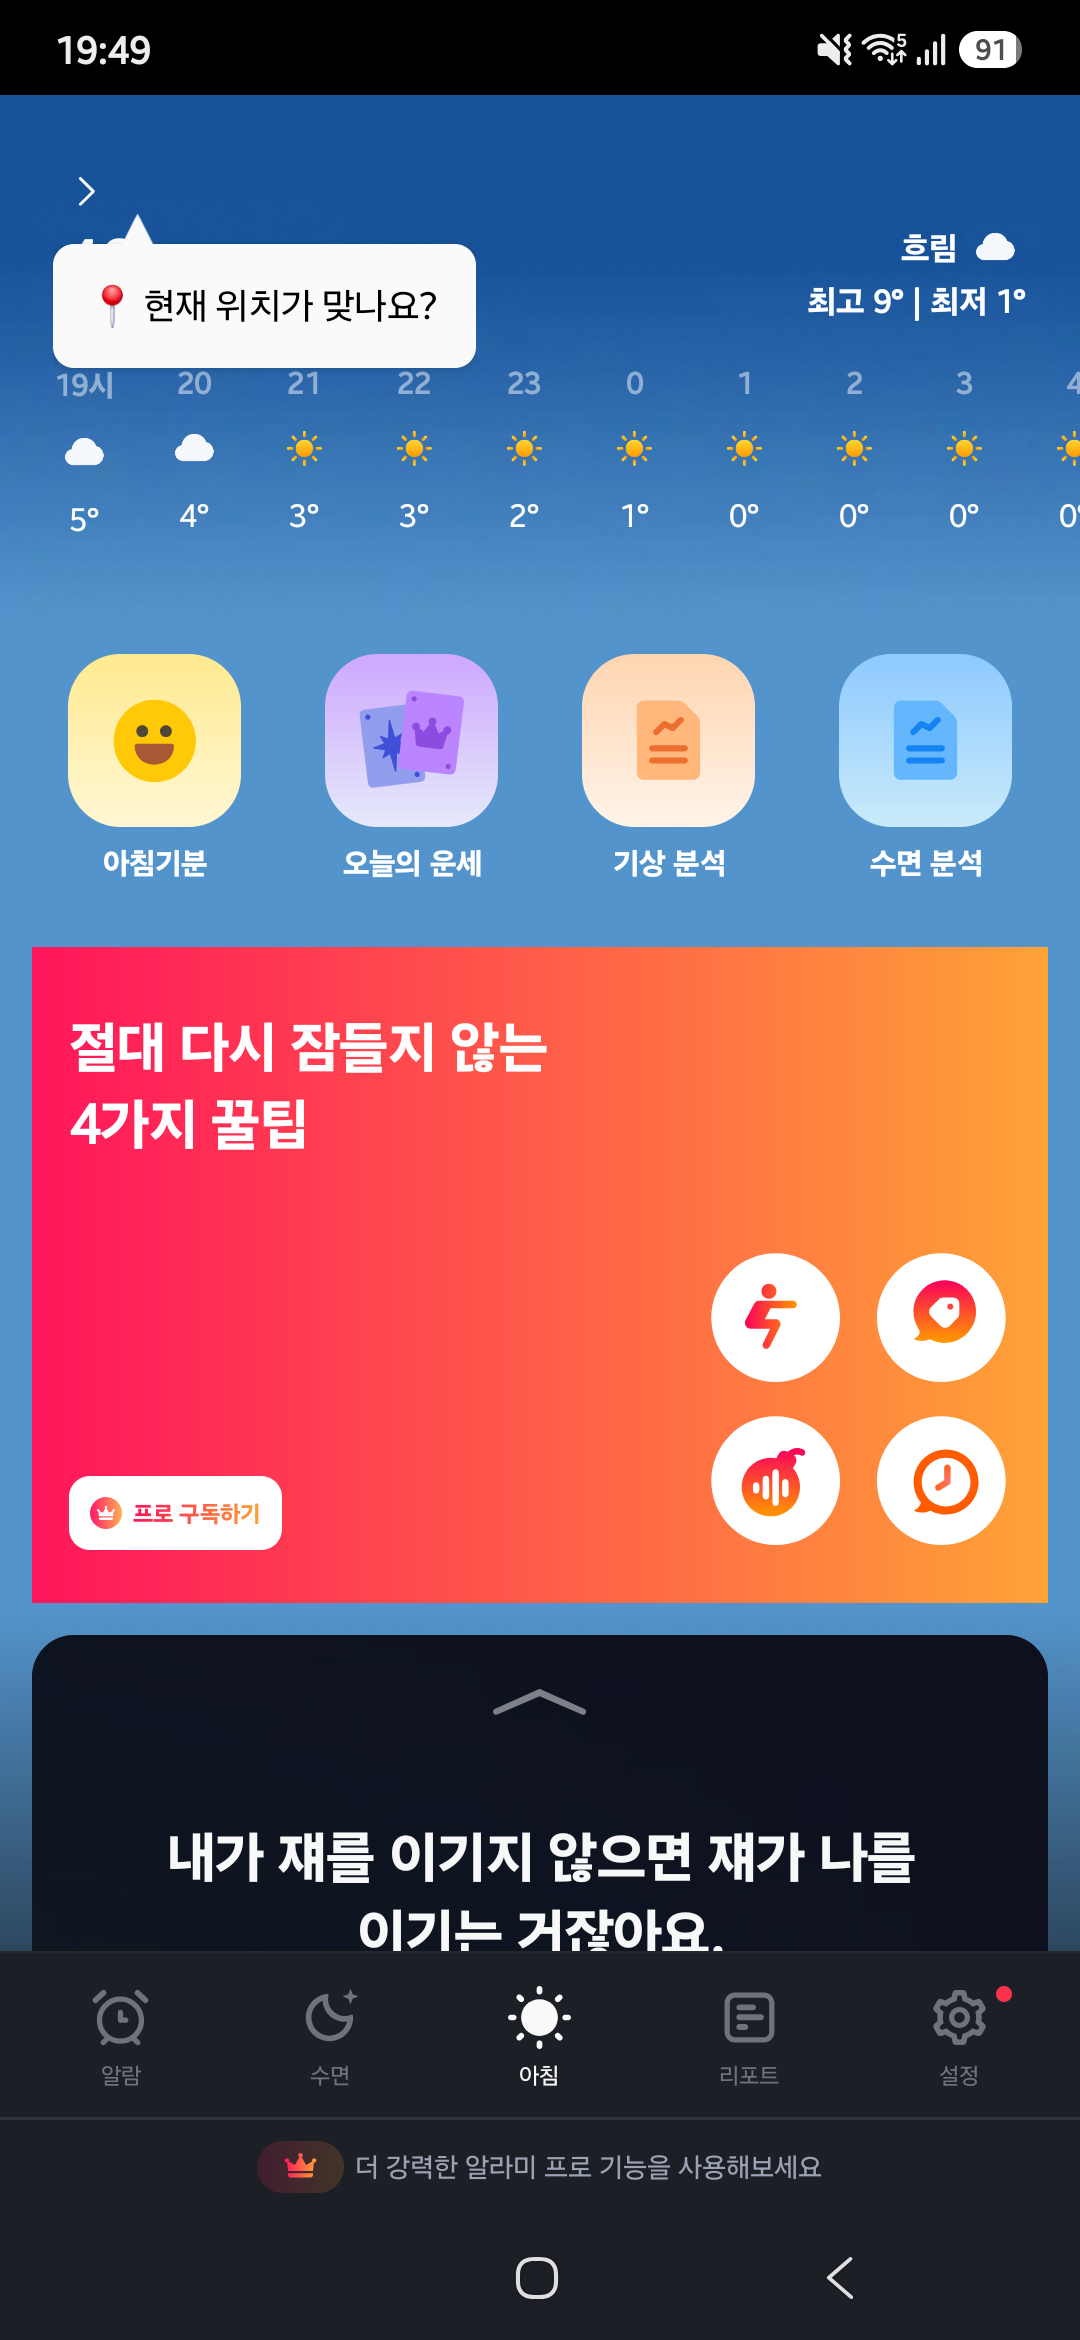 19:49
5
91
흐림
최고 9° | 최저 1°
현재 위치가 맞나요?
19시 20 21 22 23 0 1 2 3 4
5° 4° 3° 3° 2° 1° 0° 0° 0° 0°
아침기분 오늘의 운세 기상 분석 수면 분석
절대 다시 잠들지 않는
4가지 꿀팁
프로 구독하기
내가 쟤를 이기지 않으면 쟤가 나를
이기는 거잖아요.
알람 수면 아침 리포트 설정
더 강력한 알라미 프로 기능을 사용해보세요